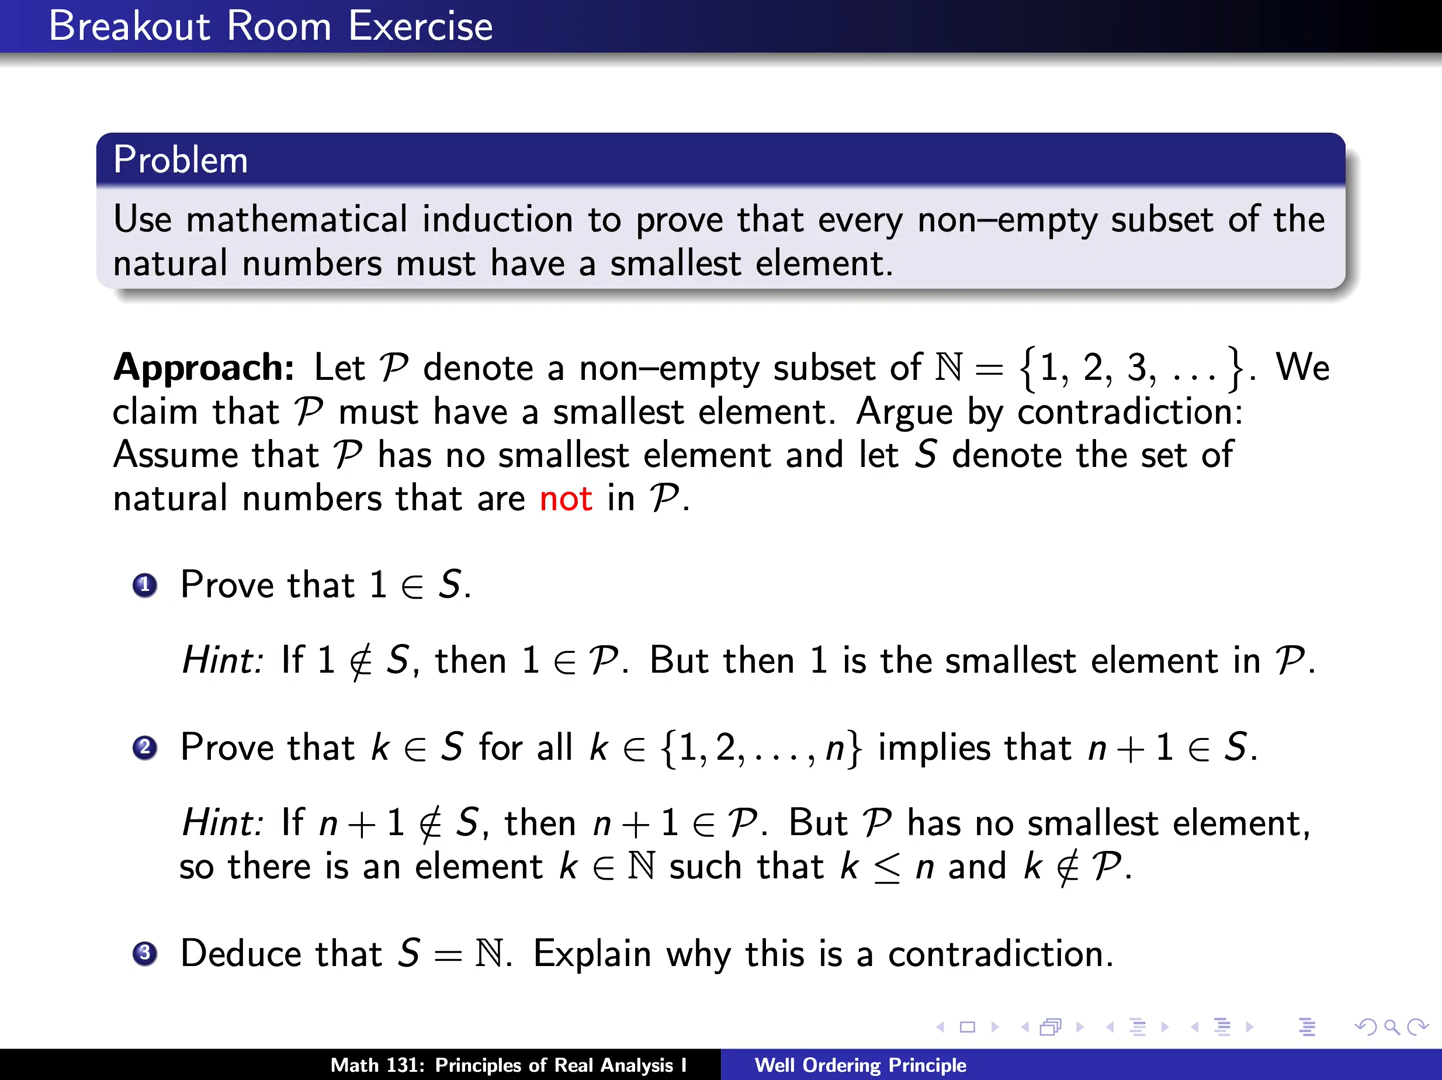 Breakout Room Exercise
Problem
Use mathematical induction to prove that every non–empty subset of the
natural numbers must have a smallest element.
Approach: Let 𝒫 denote a non–empty subset of ℕ = {1, 2, 3, ...}. We
claim that 𝒫 must have a smallest element. Argue by contradiction:
Assume that 𝒫 has no smallest element and let S denote the set of
natural numbers that are not in 𝒫.
1 Prove that 1 ∈ S.
Hint: If 1 ∉ S, then 1 ∈ 𝒫. But then 1 is the smallest element in 𝒫.
2 Prove that k ∈ S for all k ∈ {1, 2, ..., n} implies that n + 1 ∈ S.
Hint: If n + 1 ∉ S, then n + 1 ∈ 𝒫. But 𝒫 has no smallest element,
so there is an element k ∈ ℕ such that k ≤ n and k ∉ 𝒫.
3 Deduce that S = ℕ. Explain why this is a contradiction.
Math 131: Principles of Real Analysis I Well Ordering Principle